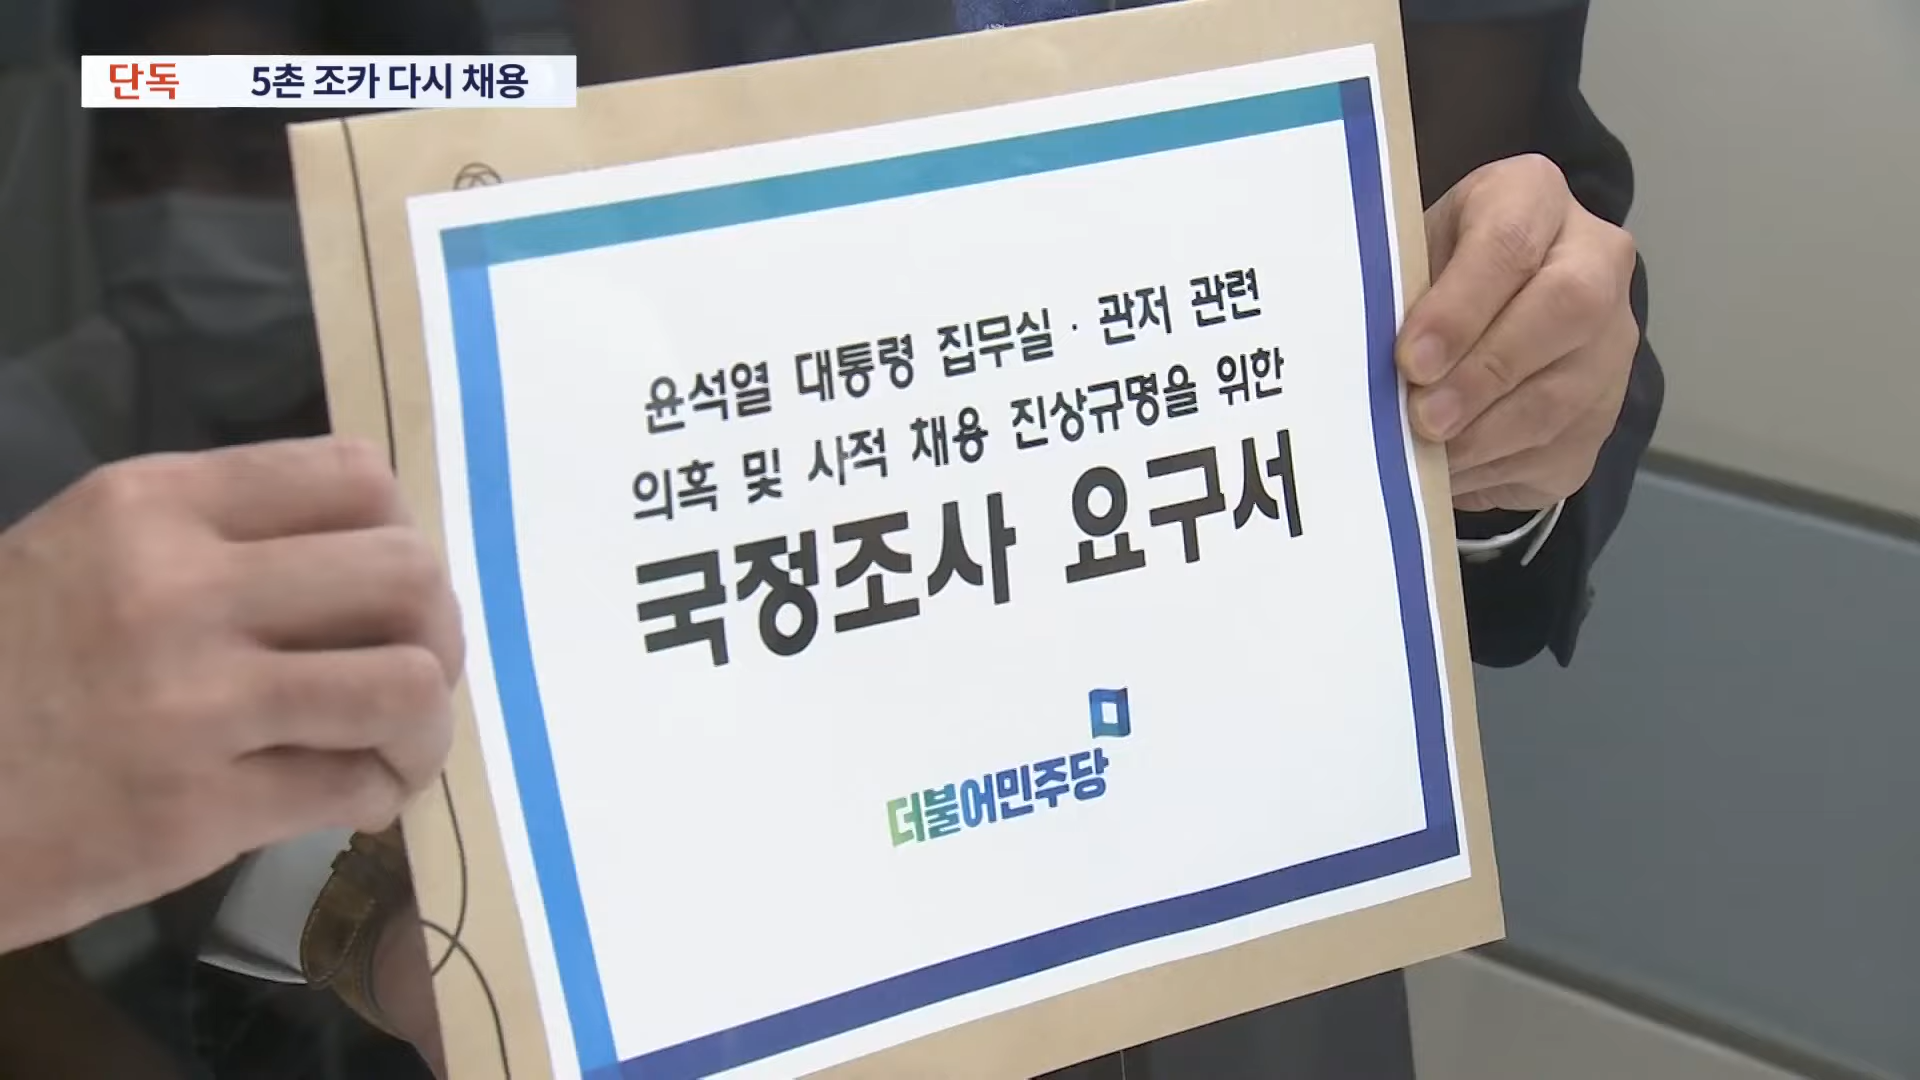 단독 5촌 조카 다시 채용
윤석열 대통령 집무실·관저 관련
의혹 및 사적 채용 진상규명을 위한
국정조사 요구서
더불어민주당